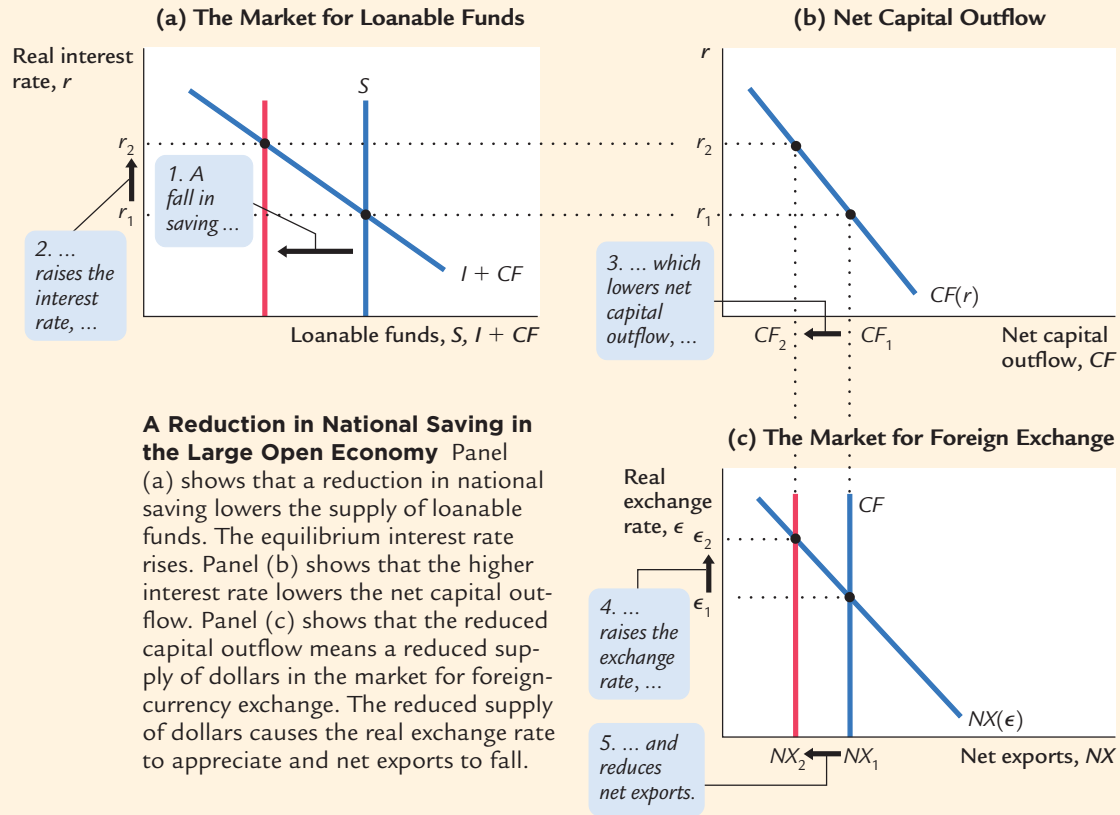 (a) The Market for Loanable Funds
Real interest
rate, r
S
r₂
r₁
1. A
fall in
saving ...
2. ...
raises the
interest
rate, ...
I + CF
Loanable funds, S, I + CF
(b) Net Capital Outflow
r
r₂
r₁
3. ... which
lowers net
capital
outflow, ...
CF(r)
CF₂
CF₁
Net capital
outflow, CF
A Reduction in National Saving in
the Large Open Economy Panel
(a) shows that a reduction in national
saving lowers the supply of loanable
funds. The equilibrium interest rate
rises. Panel (b) shows that the higher
interest rate lowers the net capital out-
flow. Panel (c) shows that the reduced
capital outflow means a reduced sup-
ply of dollars in the market for foreign-
currency exchange. The reduced supply
of dollars causes the real exchange rate
to appreciate and net exports to fall.
(c) The Market for Foreign Exchange
Real
exchange
rate, ϵ
CF
ϵ₂
ϵ₁
4. ...
raises the
exchange
rate, ...
NX(ϵ)
5. ... and
reduces
net exports.
NX₂
NX₁
Net exports, NX